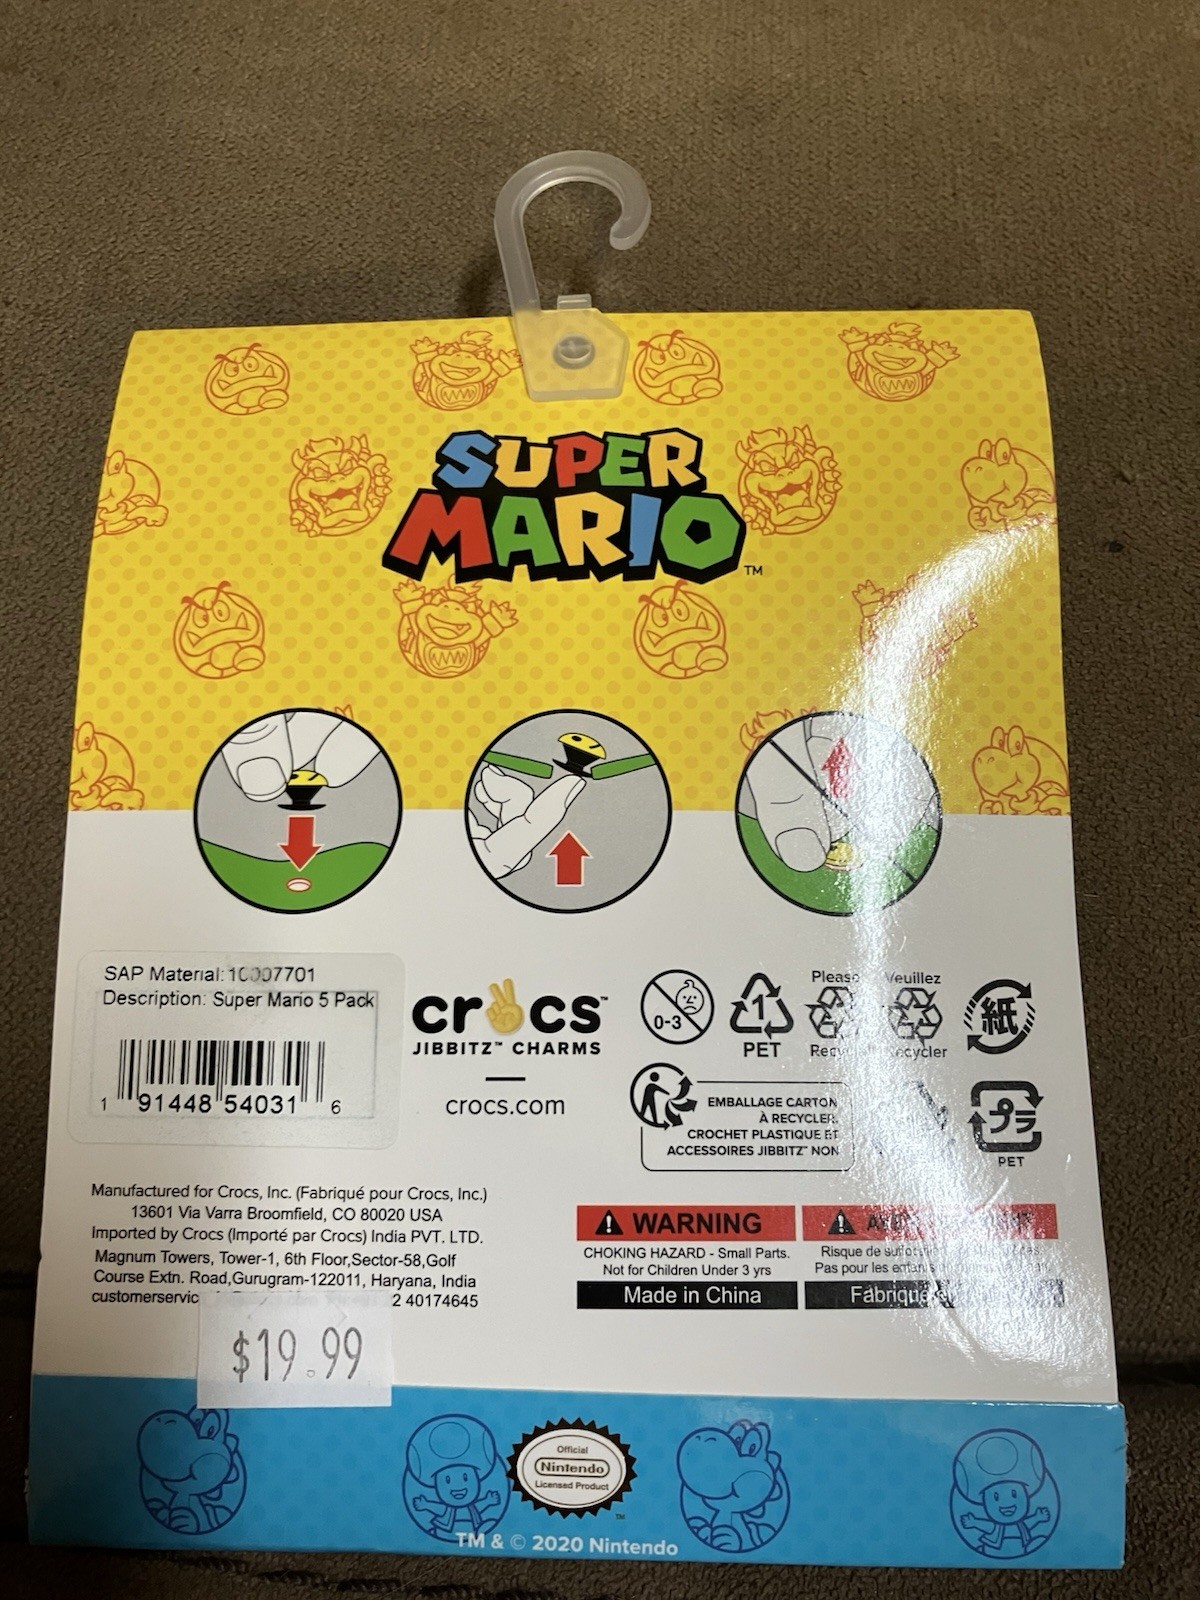 SUPER
MARIO™
SAP Material: 10007701
Description: Super Mario 5 Pack
1 91448 54031 6
crocs™
JIBBITZ™ CHARMS
crocs.com
0-3
1
PET
Please
Veuillez
Recycler
紙
EMBALLAGE CARTON
À RECYCLER.
CROCHET PLASTIQUE ET
ACCESSOIRES JIBBITZ™ NON
プラ
PET
Manufactured for Crocs, Inc. (Fabriqué pour Crocs, Inc.)
13601 Via Varra Broomfield, CO 80020 USA
Imported by Crocs (Importé par Crocs) India PVT. LTD.
Magnum Towers, Tower-1, 6th Floor,Sector-58,Golf
Course Extn. Road,Gurugram-122011, Haryana, India
2 40174645
$19.99
WARNING
CHOKING HAZARD - Small Parts.
Not for Children Under 3 yrs
Made in China
Risque de
Pas pour les enfants
Fabriqué
Official
Nintendo
Licensed Product
TM
TM & © 2020 Nintendo